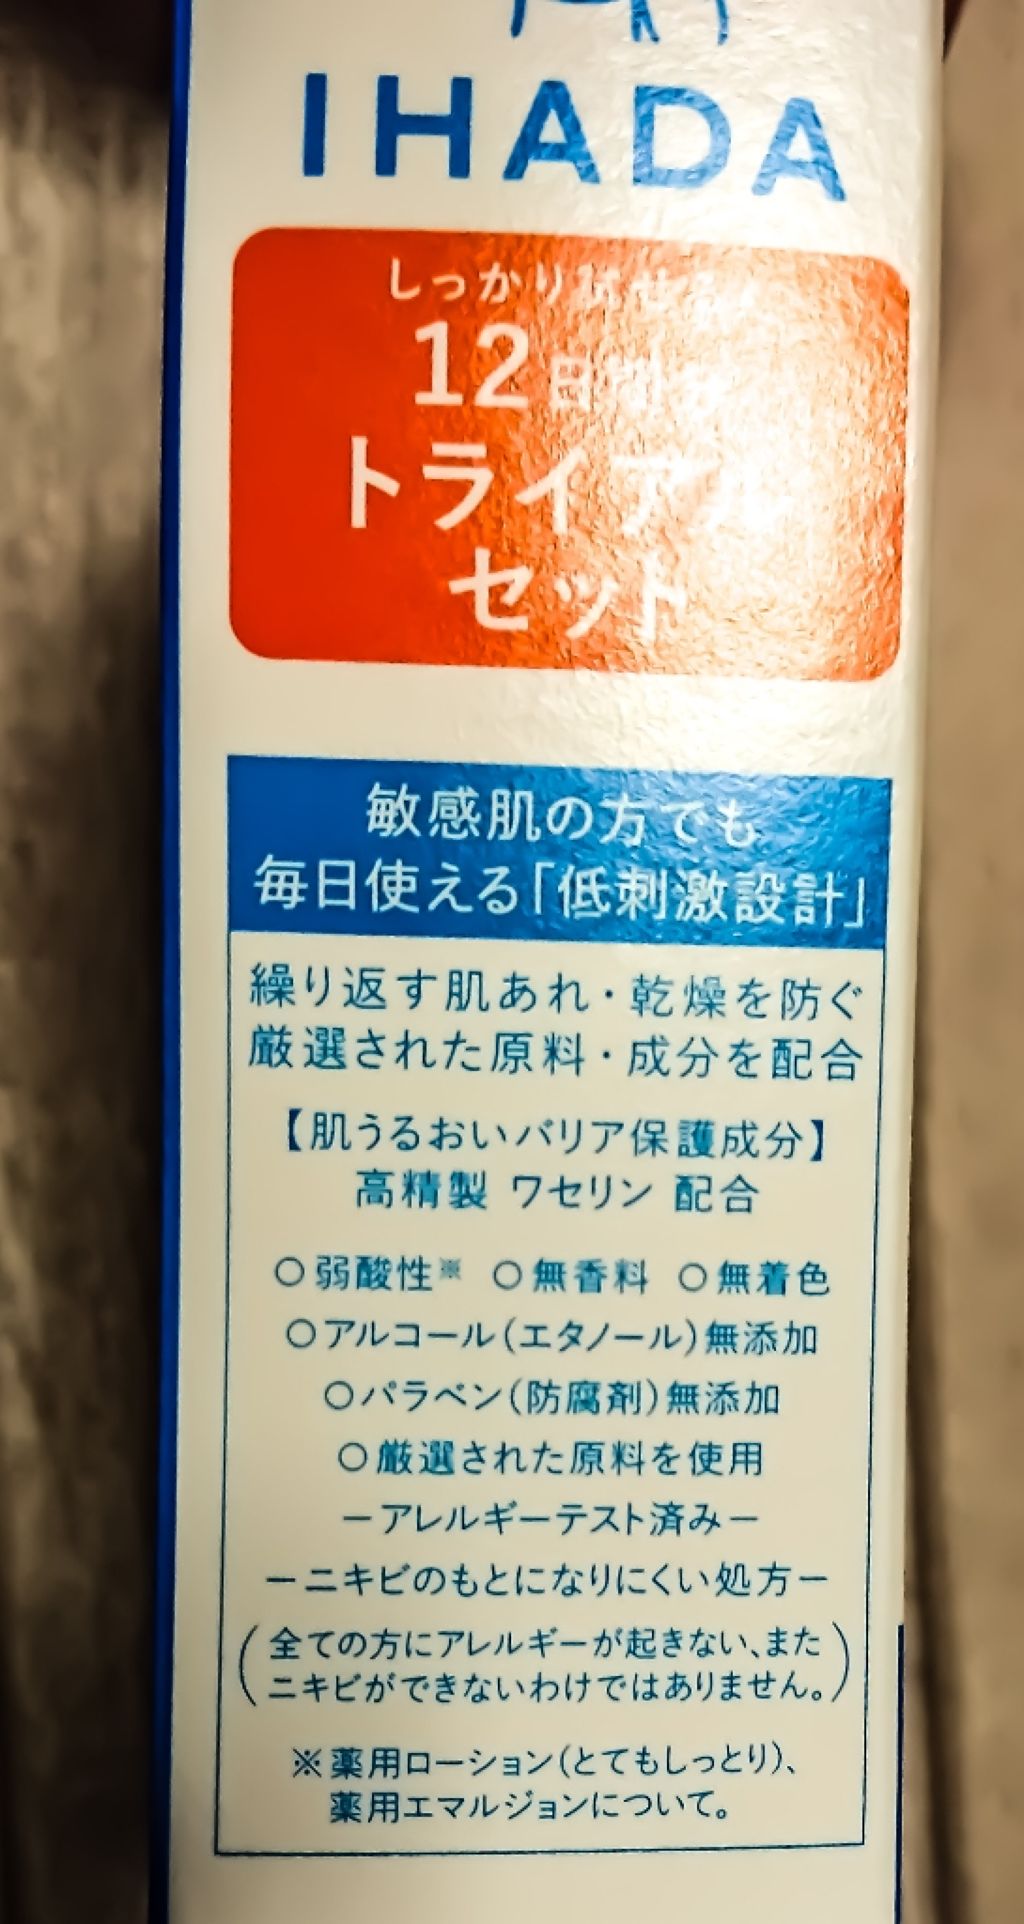 IHADA
しっかり試せる
12日間分
トライアル
セット
敏感肌の方でも
毎日使える「低刺激設計」
繰り返す肌あれ・乾燥を防ぐ
厳選された原料・成分を配合
【肌うるおいバリア保護成分】
高精製 ワセリン 配合
○弱酸性※ ○無香料 ○無着色
○アルコール(エタノール)無添加
○パラベン(防腐剤)無添加
○厳選された原料を使用
－アレルギーテスト済み－
－ニキビのもとになりにくい処方－
(全ての方にアレルギーが起きない、また
ニキビができないわけではありません。)
※薬用ローション(とてもしっとり)、
薬用エマルジョンについて。